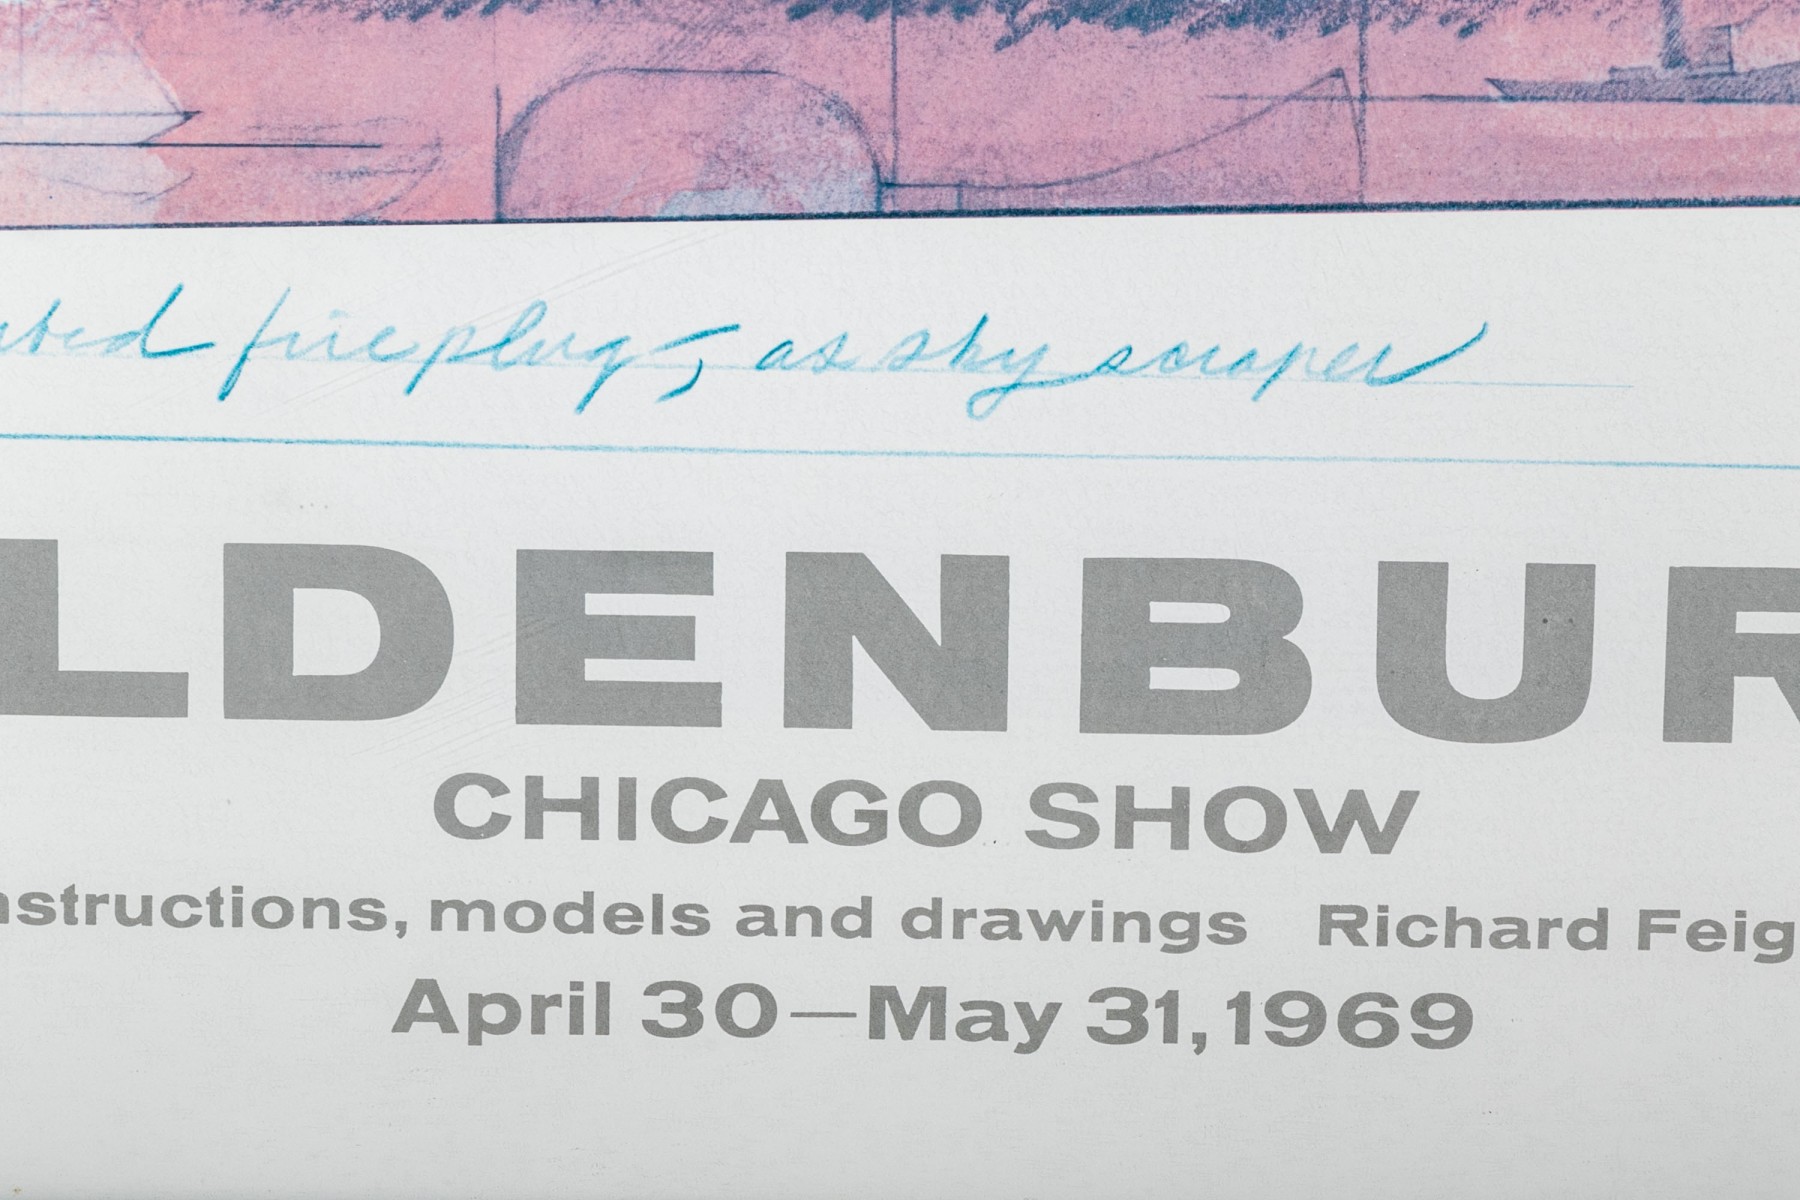 fireplug, as sky scraper
LDENBUR
CHICAGO SHOW
nstructions, models and drawings Richard Feig
April 30—May 31, 1969